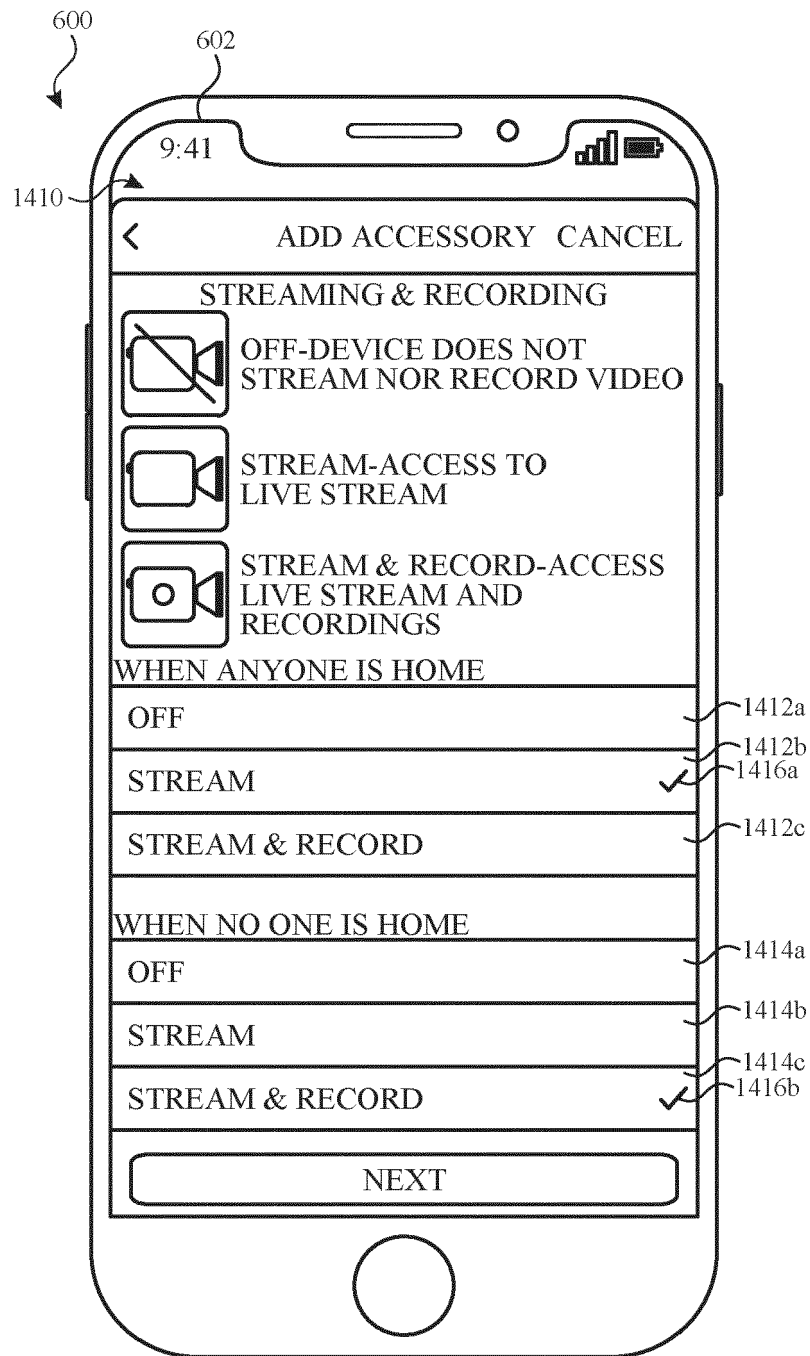 600
602
9:41
1410
< ADD ACCESSORY CANCEL
STREAMING & RECORDING
OFF-DEVICE DOES NOT
STREAM NOR RECORD VIDEO
STREAM-ACCESS TO
LIVE STREAM
STREAM & RECORD-ACCESS
LIVE STREAM AND
RECORDINGS
WHEN ANYONE IS HOME
OFF 1412a
1412b
STREAM 1416a
STREAM & RECORD 1412c
WHEN NO ONE IS HOME
OFF 1414a
STREAM 1414b
1414c
STREAM & RECORD 1416b
NEXT